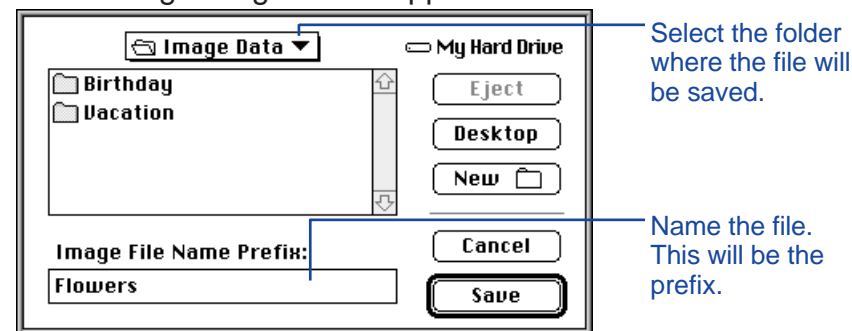 Image Data
My Hard Drive
Birthday
Vacation
Eject
Desktop
New
Image File Name Prefix:
Flowers
Cancel
Save
Select the folder
where the file will
be saved.
Name the file.
This will be the
prefix.